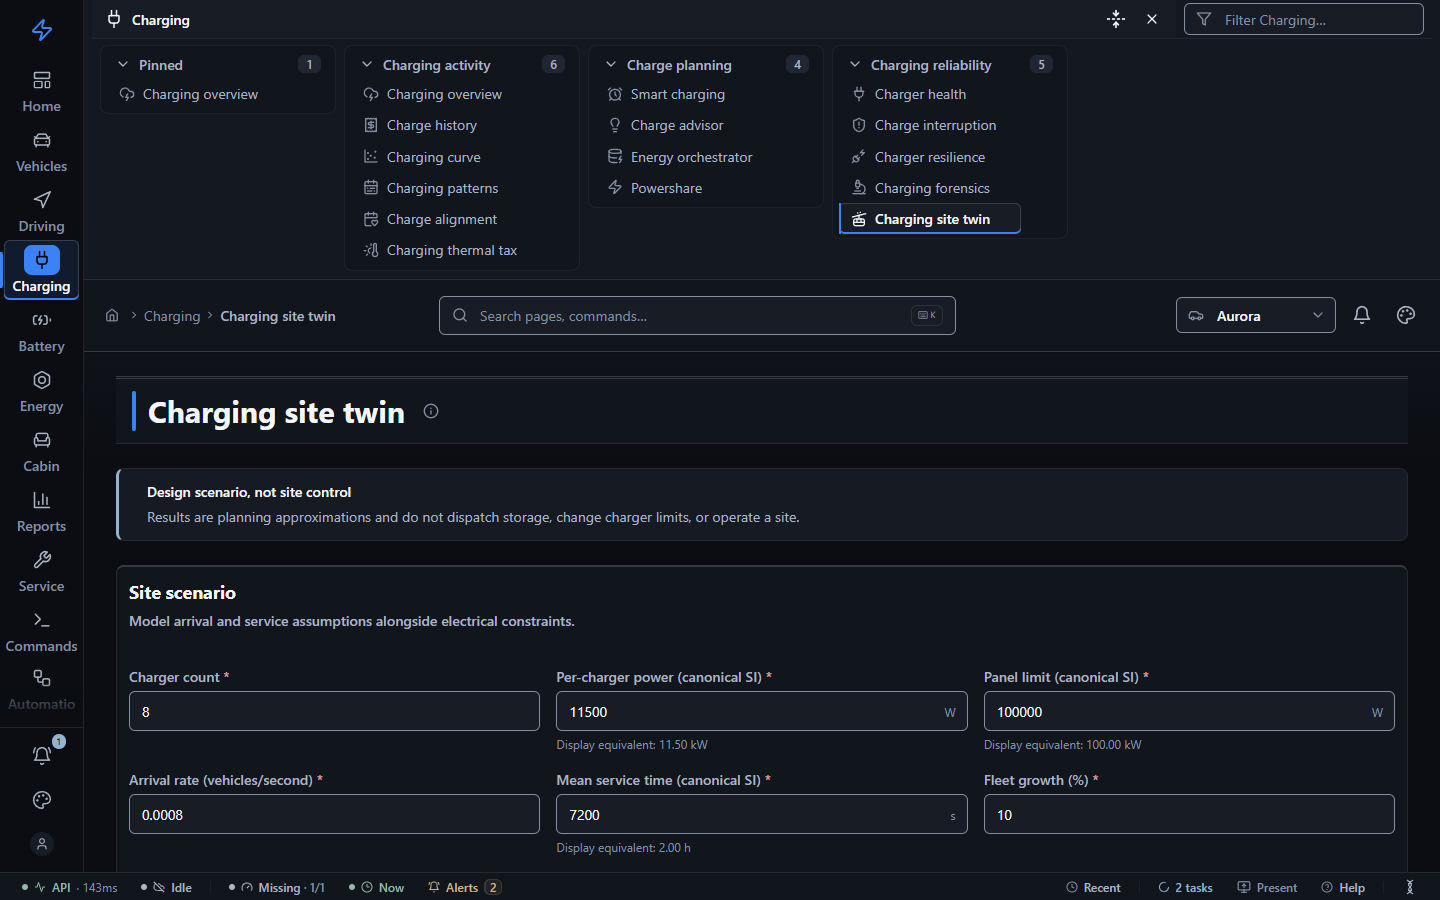 Charging
Filter Charging...
Pinned 1
Charging overview
Charging activity 6
Charging overview
Charge history
Charging curve
Charging patterns
Charge alignment
Charging thermal tax
Charge planning 4
Smart charging
Charge advisor
Energy orchestrator
Powershare
Charging reliability 5
Charger health
Charge interruption
Charger resilience
Charging forensics
Charging site twin
Home
Vehicles
Driving
Charging
Battery
Energy
Cabin
Reports
Service
Commands
Automatio
1
Charging
Charging site twin
Search pages, commands...
K
Aurora
Charging site twin
Design scenario, not site control
Results are planning approximations and do not dispatch storage, change charger limits, or operate a site.
Site scenario
Model arrival and service assumptions alongside electrical constraints.
Charger count *
8
Per-charger power (canonical SI) *
11500 W
Display equivalent: 11.50 kW
Panel limit (canonical SI) *
100000 W
Display equivalent: 100.00 kW
Arrival rate (vehicles/second) *
0.0008
Mean service time (canonical SI) *
7200 s
Display equivalent: 2.00 h
Fleet growth (%) *
10
API · 143ms
Idle
Missing · 1/1
Now
Alerts 2
Recent
2 tasks
Present
Help